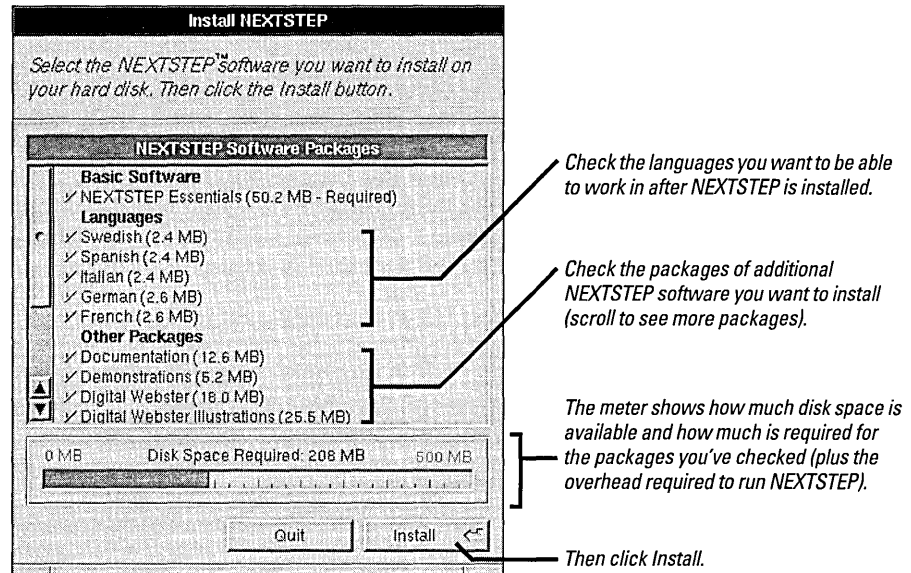 Install NEXTSTEP
Select the NEXTSTEP™ software you want to install on
your hard disk. Then click the Install button.
NEXTSTEP Software Packages
Basic Software
✓ NEXTSTEP Essentials (50.2 MB - Required)
Languages
✓ Swedish (2.4 MB)
✓ Spanish (2.4 MB)
✓ Italian (2.4 MB)
✓ German (2.6 MB)
✓ French (2.6 MB)
Other Packages
✓ Documentation (12.6 MB)
✓ Demonstrations (5.2 MB)
✓ Digital Webster (16.0 MB)
✓ Digital Webster Illustrations (25.5 MB)
0 MB Disk Space Required: 208 MB 500 MB
Quit Install
Check the languages you want to be able
to work in after NEXTSTEP is installed.
Check the packages of additional
NEXTSTEP software you want to install
(scroll to see more packages).
The meter shows how much disk space is
available and how much is required for
the packages you've checked (plus the
overhead required to run NEXTSTEP).
Then click Install.